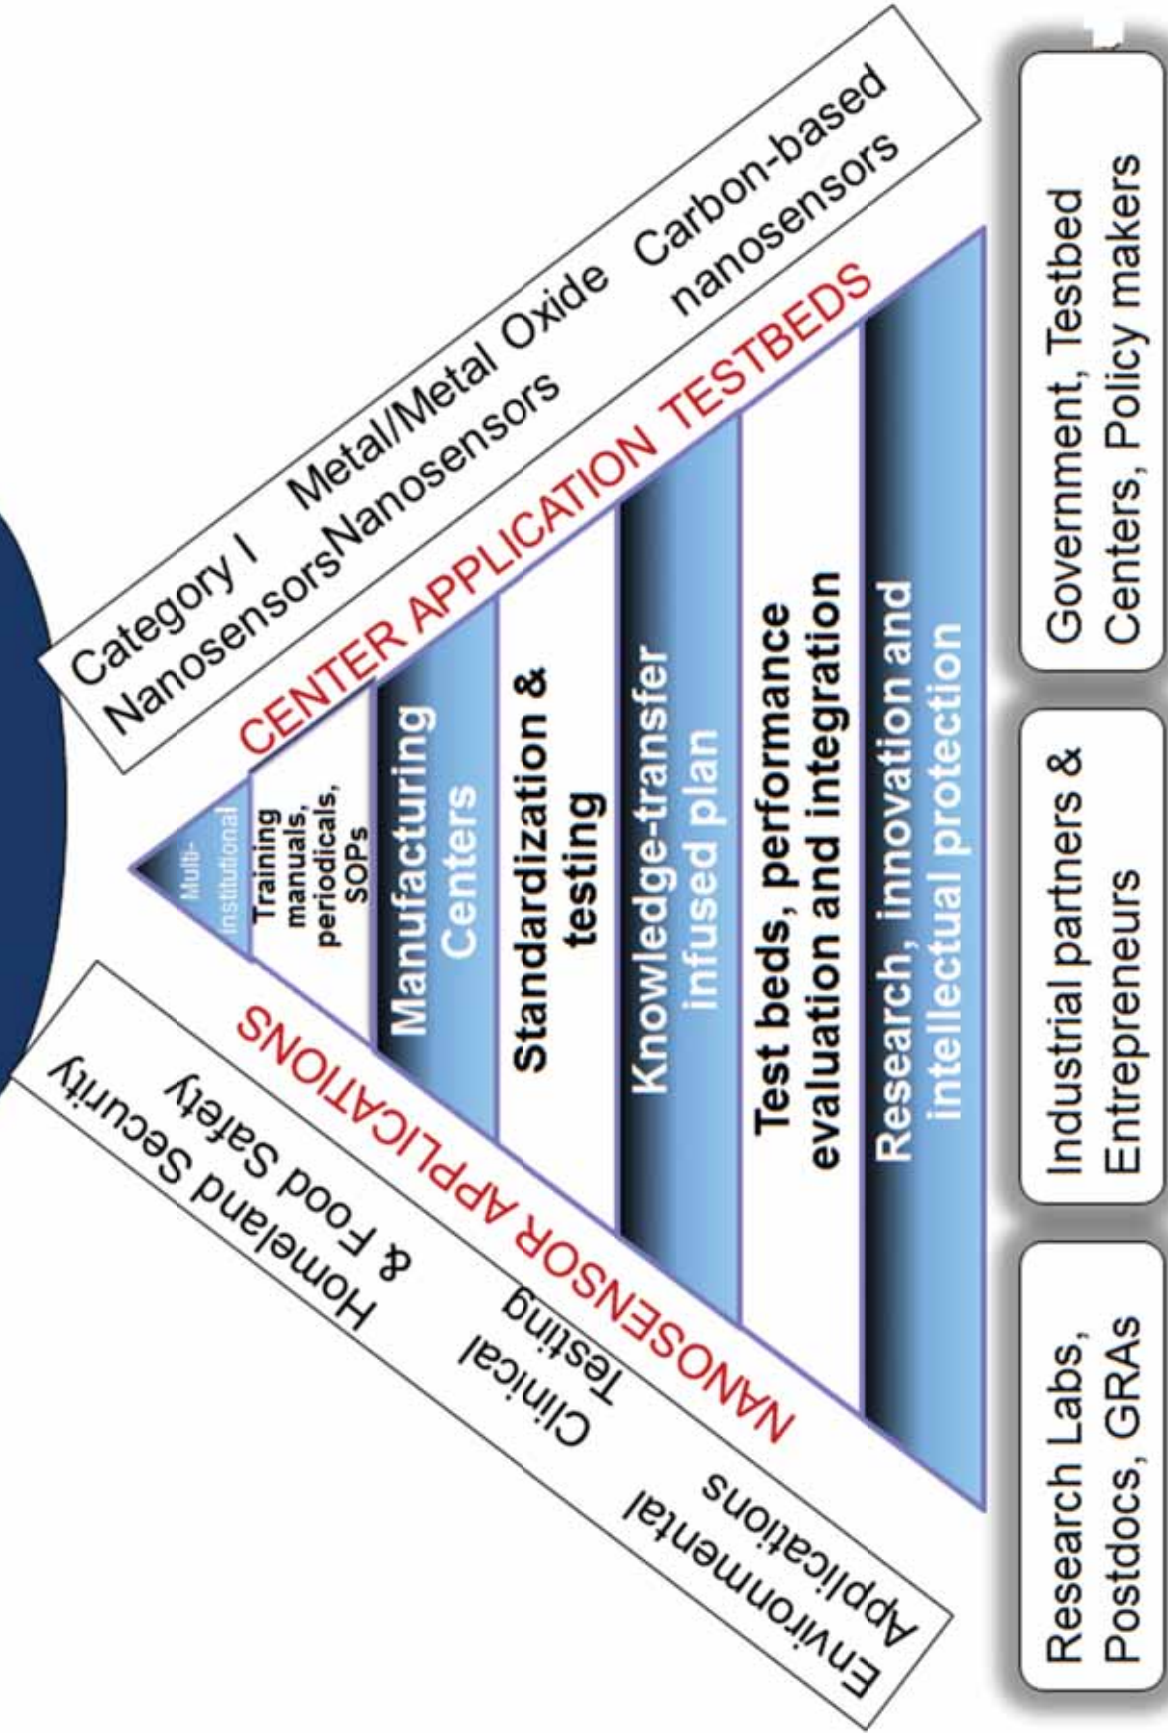 Homeland Security
& Food Safety
Clinical
Testing
Environmental
Applications
NANOSENSOR APPLICATIONS
Category I
Nanosensors
Metal/Metal Oxide
Nanosensors
Carbon-based
nanosensors
CENTER APPLICATION TESTBEDS
Multi-
institutional
Training
manuals,
periodicals,
SOPs
Manufacturing
Centers
Standardization &
testing
Knowledge-transfer
infused plan
Test beds, performance
evaluation and integration
Research, innovation and
intellectual protection
Research Labs,
Postdocs, GRAs
Industrial partners &
Entrepreneurs
Government, Testbed
Centers, Policy makers